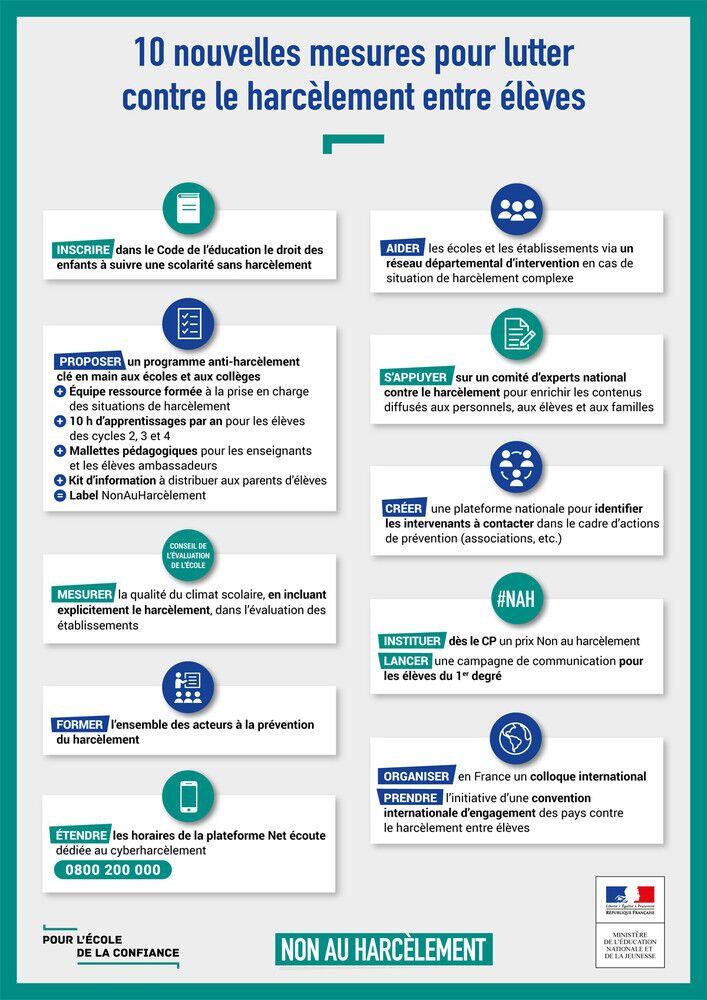 10 nouvelles mesures pour lutter
contre le harcèlement entre élèves
INSCRIRE dans le Code de l'éducation le droit des
enfants à suivre une scolarité sans harcèlement
PROPOSER un programme anti-harcèlement
clé en main aux écoles et aux collèges
+ Équipe ressource formée à la prise en charge
des situations de harcèlement
+ 10 h d'apprentissages par an pour les élèves
des cycles 2, 3 et 4
+ Mallettes pédagogiques pour les enseignants
et les élèves ambassadeurs
+ Kit d'information à distribuer aux parents d'élèves
= Label NonAuHarcèlement
CONSEIL DE
L'ÉVALUATION
DE L'ÉCOLE
MESURER la qualité du climat scolaire, en incluant
explicitement le harcèlement, dans l'évaluation des
établissements
FORMER l'ensemble des acteurs à la prévention
du harcèlement
ÉTENDRE les horaires de la plateforme Net écoute
dédiée au cyberharcèlement
0800 200 000
AIDER les écoles et les établissements via un
réseau départemental d'intervention en cas de
situation de harcèlement complexe
S'APPUYER sur un comité d'experts national
contre le harcèlement pour enrichir les contenus
diffusés aux personnels, aux élèves et aux familles
CRÉER une plateforme nationale pour identifier
les intervenants à contacter dans le cadre d'actions
de prévention (associations, etc.)
#NAH
INSTITUER dès le CP un prix Non au harcèlement
LANCER une campagne de communication pour
les élèves du 1er degré
ORGANISER en France un colloque international
PRENDRE l'initiative d'une convention
internationale d'engagement des pays contre
le harcèlement entre élèves
POUR L'ÉCOLE
DE LA CONFIANCE
NON AU HARCÈLEMENT
Liberté • Égalité • Fraternité
RÉPUBLIQUE FRANÇAISE
MINISTÈRE
DE L'ÉDUCATION
NATIONALE ET
DE LA JEUNESSE